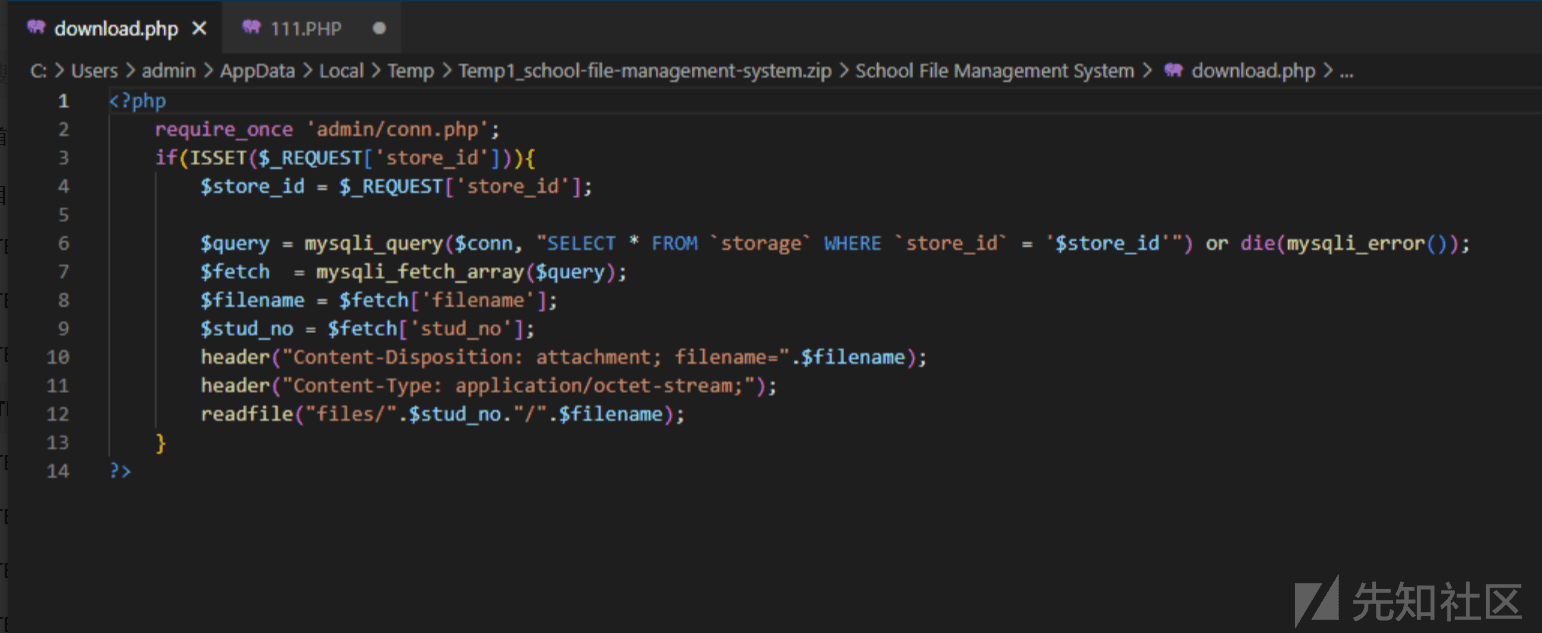 download.php
111.PHP
C: > Users > admin > AppData > Local > Temp > Temp1_school-file-management-system.zip > School File Management System > download.php > ...
1 <?php
2 require_once 'admin/conn.php';
3 if(ISSET($_REQUEST['store_id'])){
4 $store_id = $_REQUEST['store_id'];
5
6 $query = mysqli_query($conn, "SELECT * FROM `storage` WHERE `store_id` = '$store_id'") or die(mysqli_error());
7 $fetch  = mysqli_fetch_array($query);
8 $filename = $fetch['filename'];
9 $stud_no = $fetch['stud_no'];
10 header("Content-Disposition: attachment; filename=".$filename);
11 header("Content-Type: application/octet-stream;");
12 readfile("files/".$stud_no."/".$filename);
13 }
14 ?>
先知社区